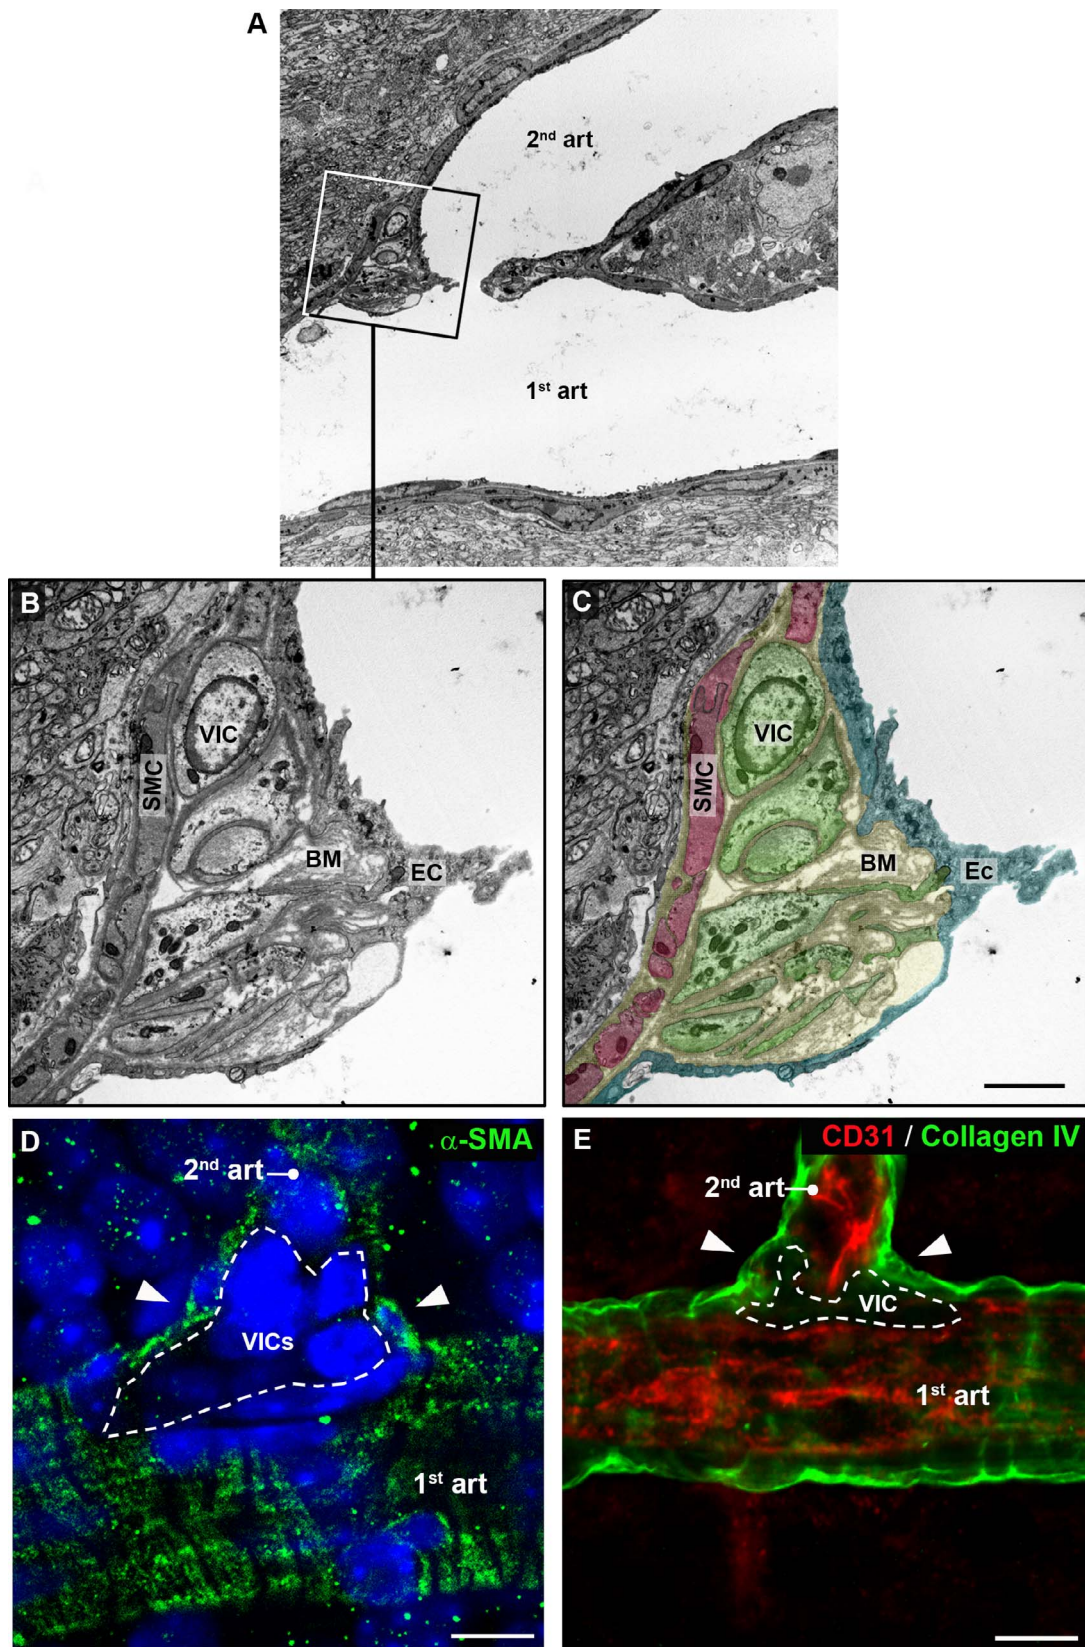 A
2nd art
1st art
B
VIC
SMC
BM
EC
C
VIC
SMC
BM
Ec
D
α-SMA
2nd art
VICs
1st art
E
CD31 / Collagen IV
2nd art
VIC
1st art